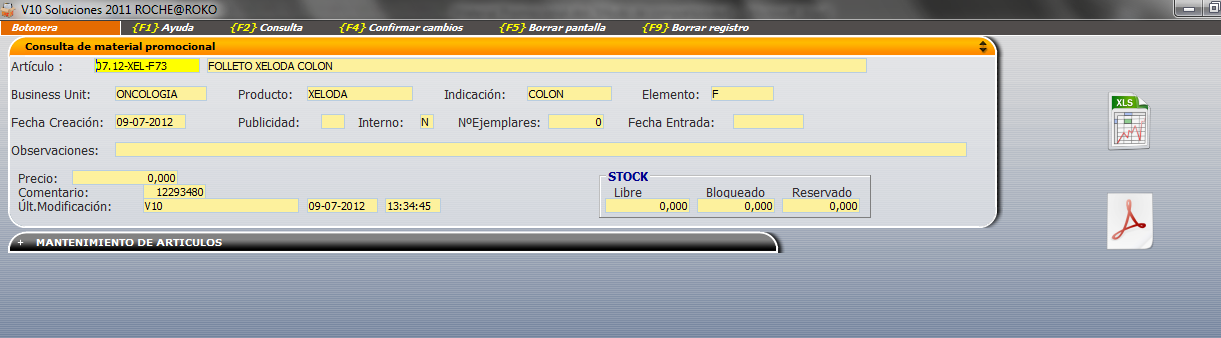 V10 Soluciones 2011 ROCHE@ROKO
Botonera {F1} Ayuda {F2} Consulta {F4} Confirmar cambios {F5} Borrar pantalla {F9} Borrar registro
Consulta de material promocional
Artículo : 07.12-XEL-F73 FOLLETO XELODA COLON
Business Unit: ONCOLOGIA Producto: XELODA Indicación: COLON Elemento: F
Fecha Creación: 09-07-2012 Publicidad: Interno: N NºEjemplares: 0 Fecha Entrada:
Observaciones:
Precio: 0,000
Comentario: 12293480
Últ.Modificación: V10 09-07-2012 13:34:45
STOCK
Libre Bloqueado Reservado
0,000 0,000 0,000
+ MANTENIMIENTO DE ARTICULOS
XLS